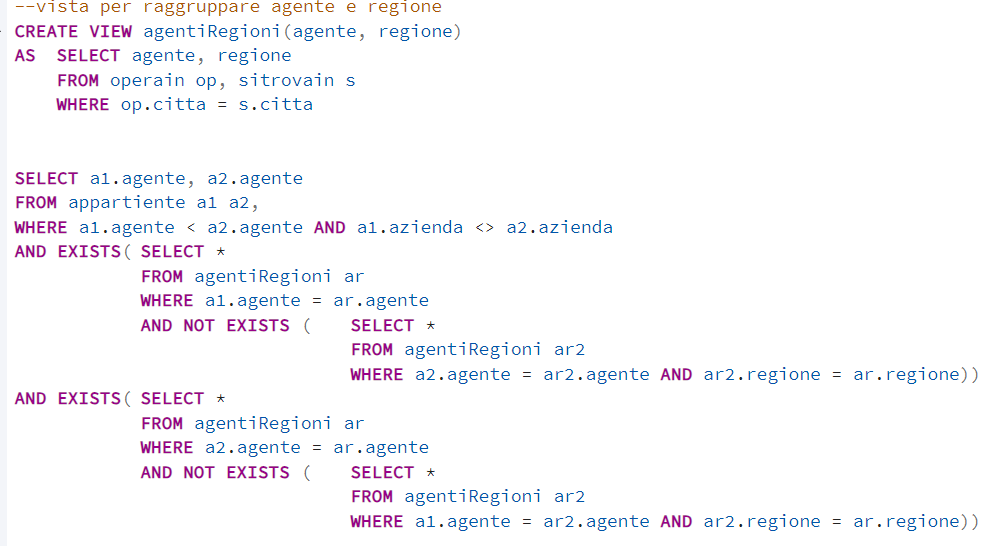 --vista per raggruppare agente e regione
CREATE VIEW agentiRegioni(agente, regione)
AS  SELECT agente, regione
    FROM operain op, sitrovain s
    WHERE op.citta = s.citta
SELECT a1.agente, a2.agente
FROM appartiente a1 a2,
WHERE a1.agente < a2.agente AND a1.azienda <> a2.azienda
AND EXISTS( SELECT *
            FROM agentiRegioni ar
            WHERE a1.agente = ar.agente
            AND NOT EXISTS (    SELECT *
                                FROM agentiRegioni ar2
                                WHERE a2.agente = ar2.agente AND ar2.regione = ar.regione))
AND EXISTS( SELECT *
            FROM agentiRegioni ar
            WHERE a2.agente = ar.agente
            AND NOT EXISTS (    SELECT *
                                FROM agentiRegioni ar2
                                WHERE a1.agente = ar2.agente AND ar2.regione = ar.regione))